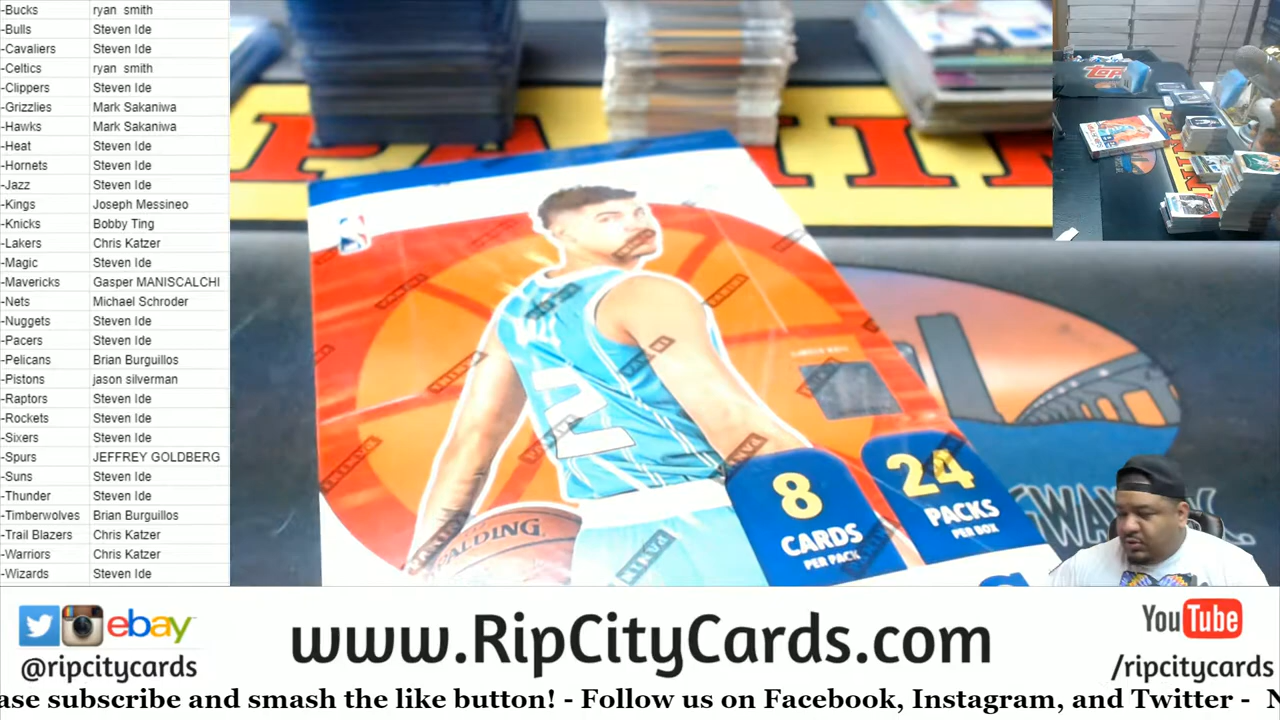 -Bucks ryan smith
-Bulls Steven Ide
-Cavaliers Steven Ide
-Celtics ryan smith
-Clippers Steven Ide
-Grizzlies Mark Sakaniwa
-Hawks Mark Sakaniwa
-Heat Steven Ide
-Hornets Steven Ide
-Jazz Steven Ide
-Kings Joseph Messineo
-Knicks Bobby Ting
-Lakers Chris Katzer
-Magic Steven Ide
-Mavericks Gasper MANISCALCHI
-Nets Michael Schroder
-Nuggets Steven Ide
-Pacers Steven Ide
-Pelicans Brian Burguillos
-Pistons jason silverman
-Raptors Steven Ide
-Rockets Steven Ide
-Sixers Steven Ide
-Spurs JEFFREY GOLDBERG
-Suns Steven Ide
-Thunder Steven Ide
-Timberwolves Brian Burguillos
-Trail Blazers Chris Katzer
-Warriors Chris Katzer
-Wizards Steven Ide
PANINI
2
SPALDING
8
CARDS
PER PACK
24
PACKS
PER BOX
Topps
ebay
@ripcitycards
www.RipCityCards.com
YouTube
/ripcitycards
ase subscribe and smash the like button! - Follow us on Facebook, Instagram, and Twitter - N